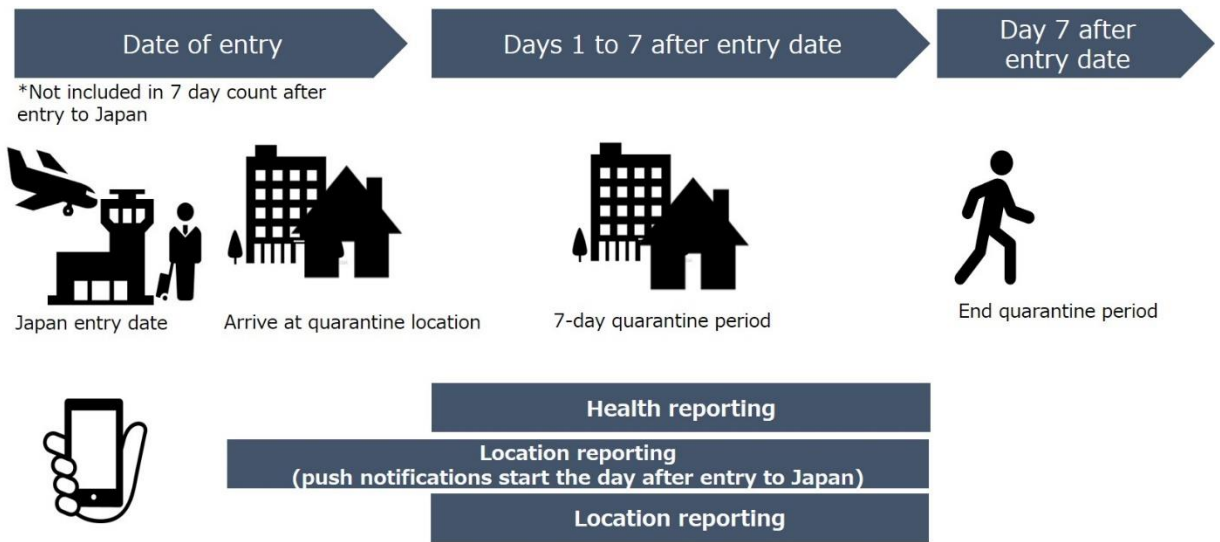 Date of entry
Days 1 to 7 after entry date
Day 7 after
entry date
*Not included in 7 day count after
entry to Japan
Japan entry date
Arrive at quarantine location
7-day quarantine period
End quarantine period
Health reporting
Location reporting
(push notifications start the day after entry to Japan)
Location reporting